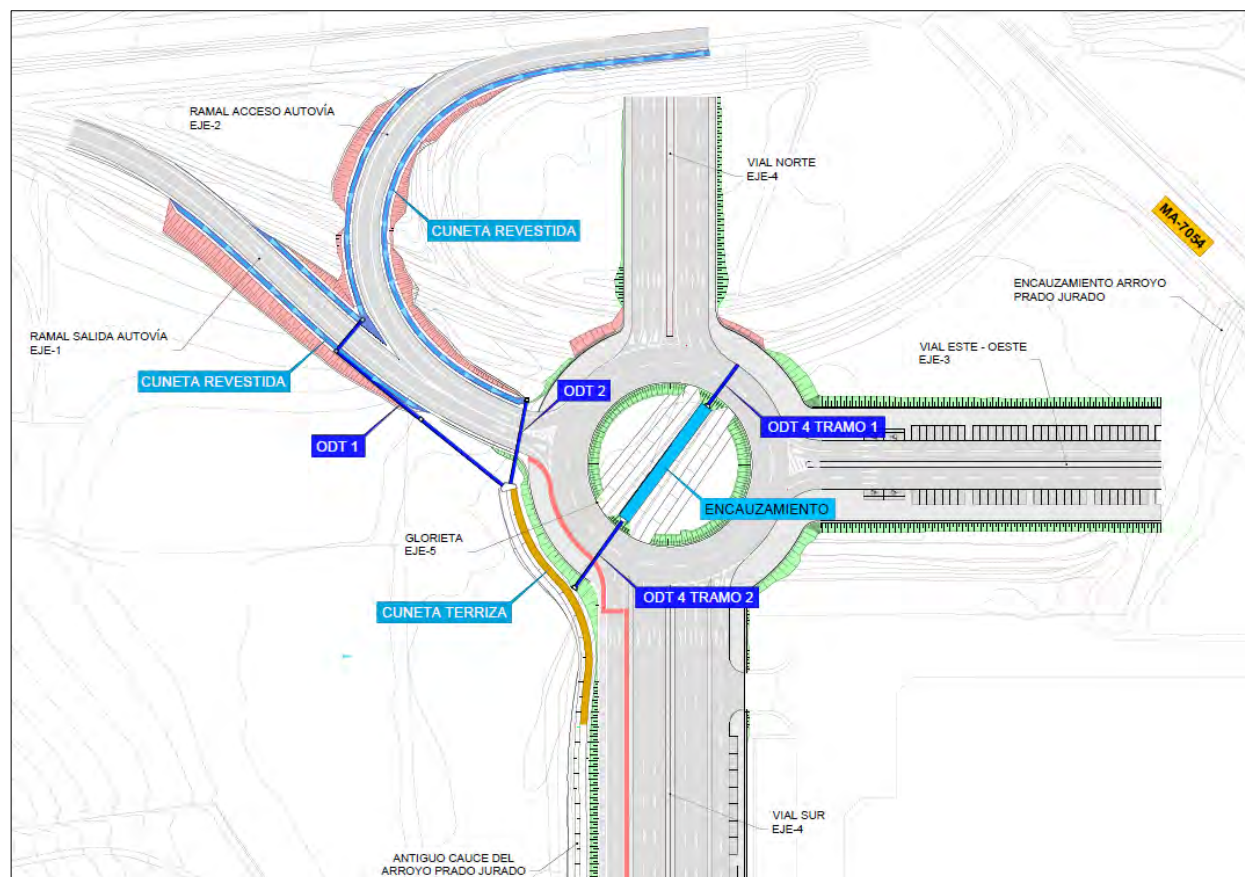 RAMAL ACCESO AUTOVÍA
EJE-2
VIAL NORTE
EJE-4
MA-7054
CUNETA REVESTIDA
ENCAUZAMIENTO ARROYO
PRADO JURADO
RAMAL SALIDA AUTOVÍA
EJE-1
VIAL ESTE - OESTE
EJE-3
CUNETA REVESTIDA
ODT 2
ODT 1
ODT 4 TRAMO 1
ENCAUZAMIENTO
GLORIETA
EJE-5
ODT 4 TRAMO 2
CUNETA TERRIZA
VIAL SUR
EJE-4
ANTIGUO CAUCE DEL
ARROYO PRADO JURADO